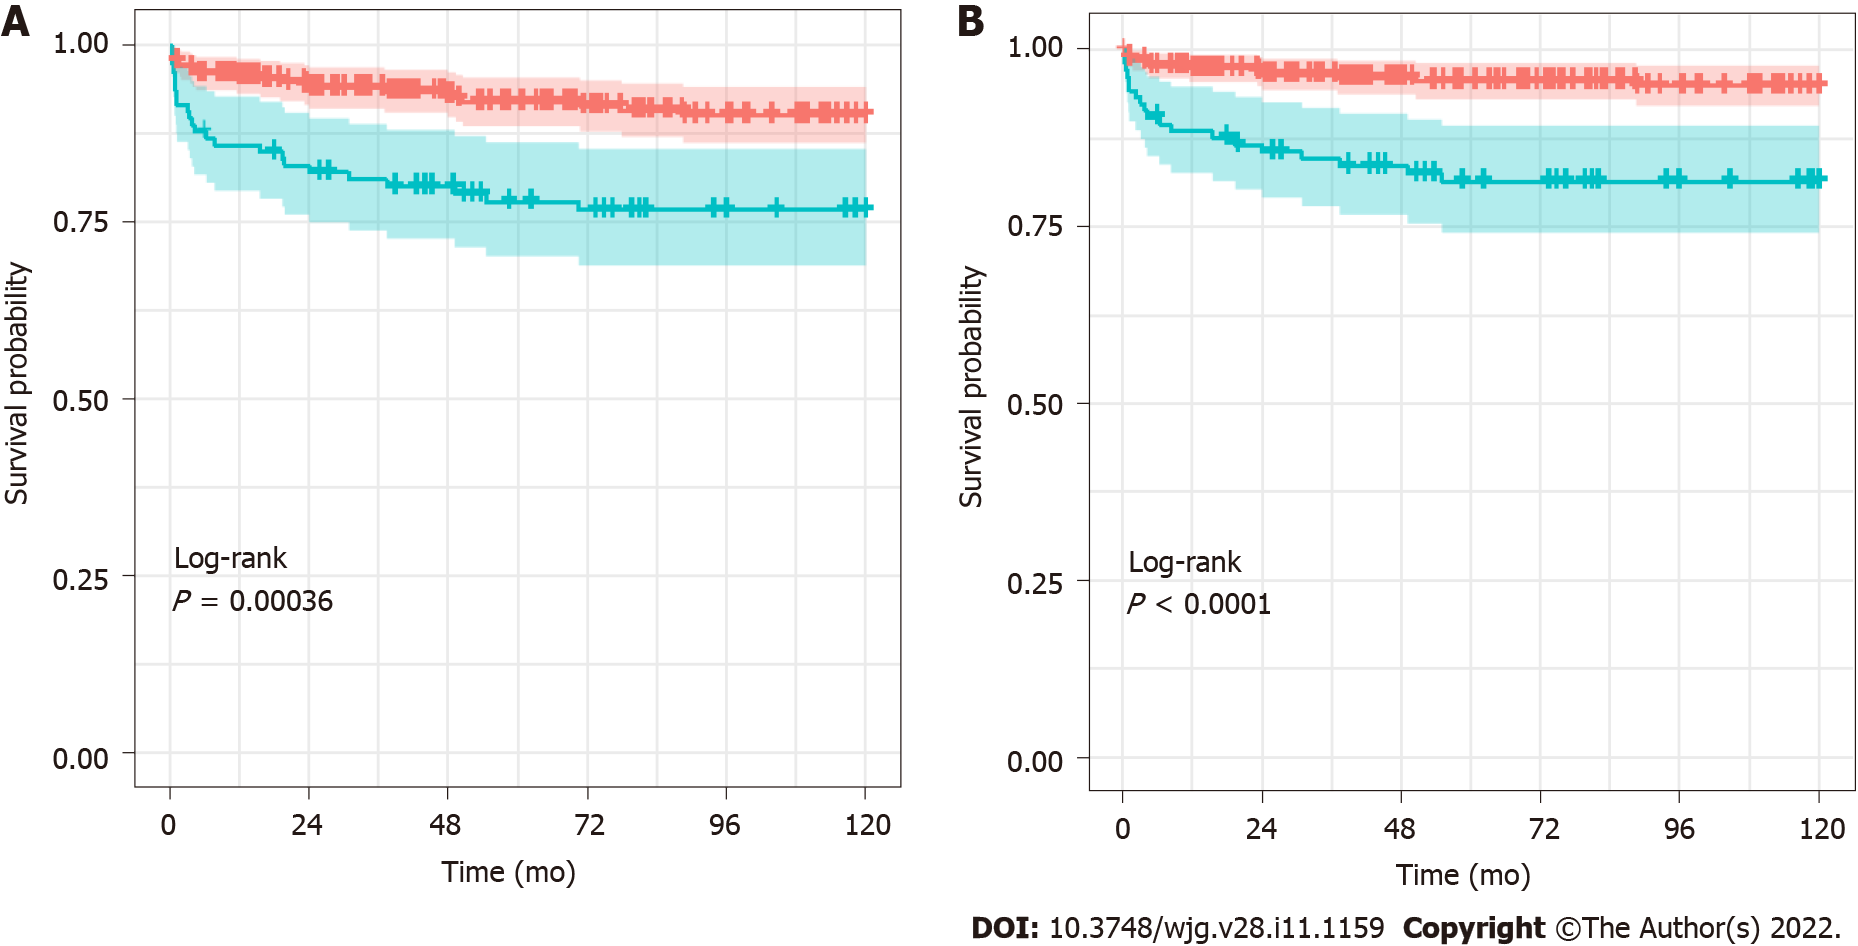 A
1.00
0.75
0.50
0.25
0.00
Survival probability
Log-rank
P = 0.00036
0 24 48 72 96 120
Time (mo)
B
1.00
0.75
0.50
0.25
0.00
Survival probability
Log-rank
P < 0.0001
0 24 48 72 96 120
Time (mo)
DOI: 10.3748/wjg.v28.i11.1159 Copyright ©The Author(s) 2022.